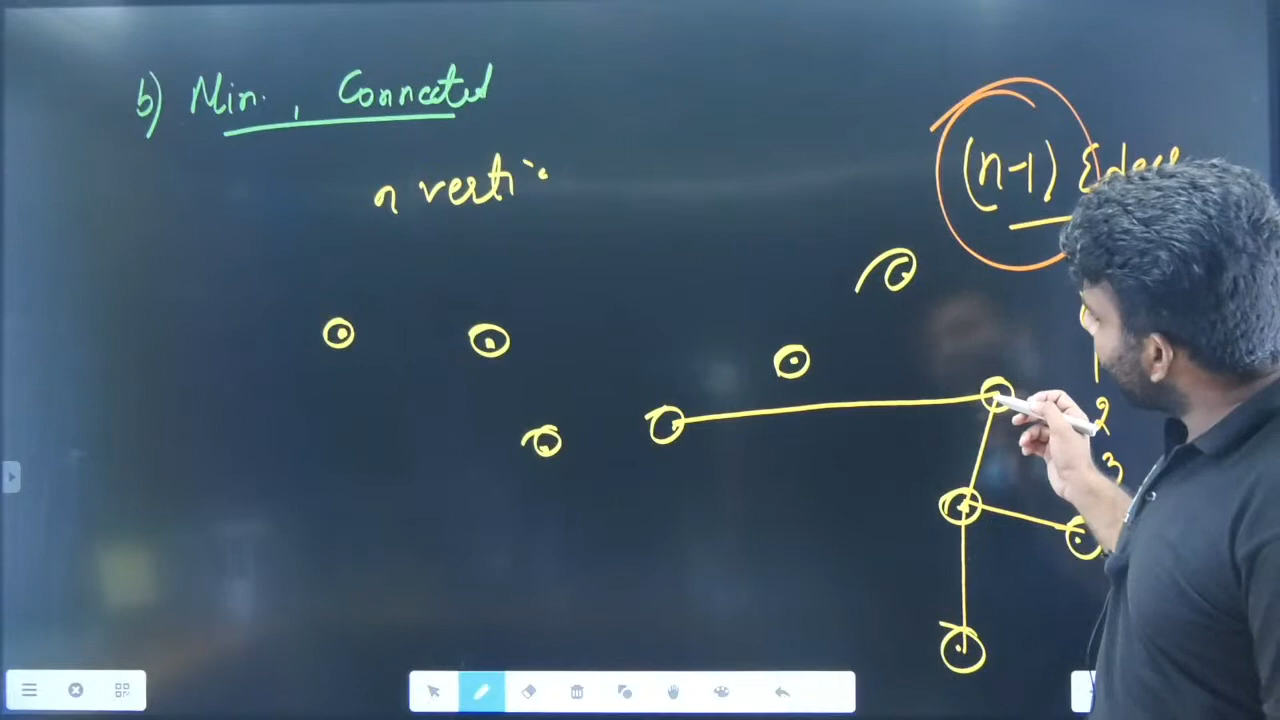 b) Min. , Connected
n verti
(n-1) Edges
1
2
3